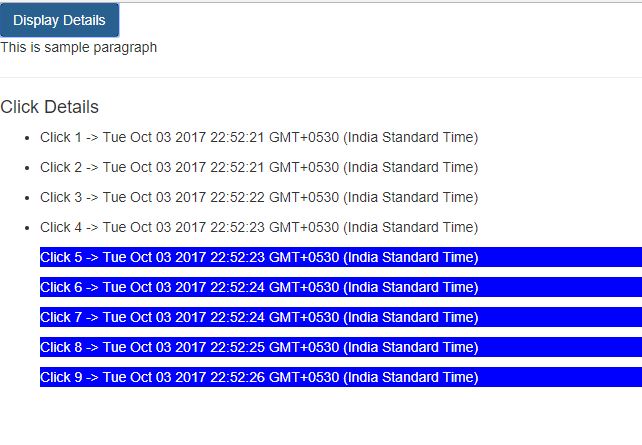 Display Details
This is sample paragraph
Click Details
Click 1 -> Tue Oct 03 2017 22:52:21 GMT+0530 (India Standard Time)
Click 2 -> Tue Oct 03 2017 22:52:21 GMT+0530 (India Standard Time)
Click 3 -> Tue Oct 03 2017 22:52:22 GMT+0530 (India Standard Time)
Click 4 -> Tue Oct 03 2017 22:52:23 GMT+0530 (India Standard Time)
Click 5 -> Tue Oct 03 2017 22:52:23 GMT+0530 (India Standard Time)
Click 6 -> Tue Oct 03 2017 22:52:24 GMT+0530 (India Standard Time)
Click 7 -> Tue Oct 03 2017 22:52:24 GMT+0530 (India Standard Time)
Click 8 -> Tue Oct 03 2017 22:52:25 GMT+0530 (India Standard Time)
Click 9 -> Tue Oct 03 2017 22:52:26 GMT+0530 (India Standard Time)